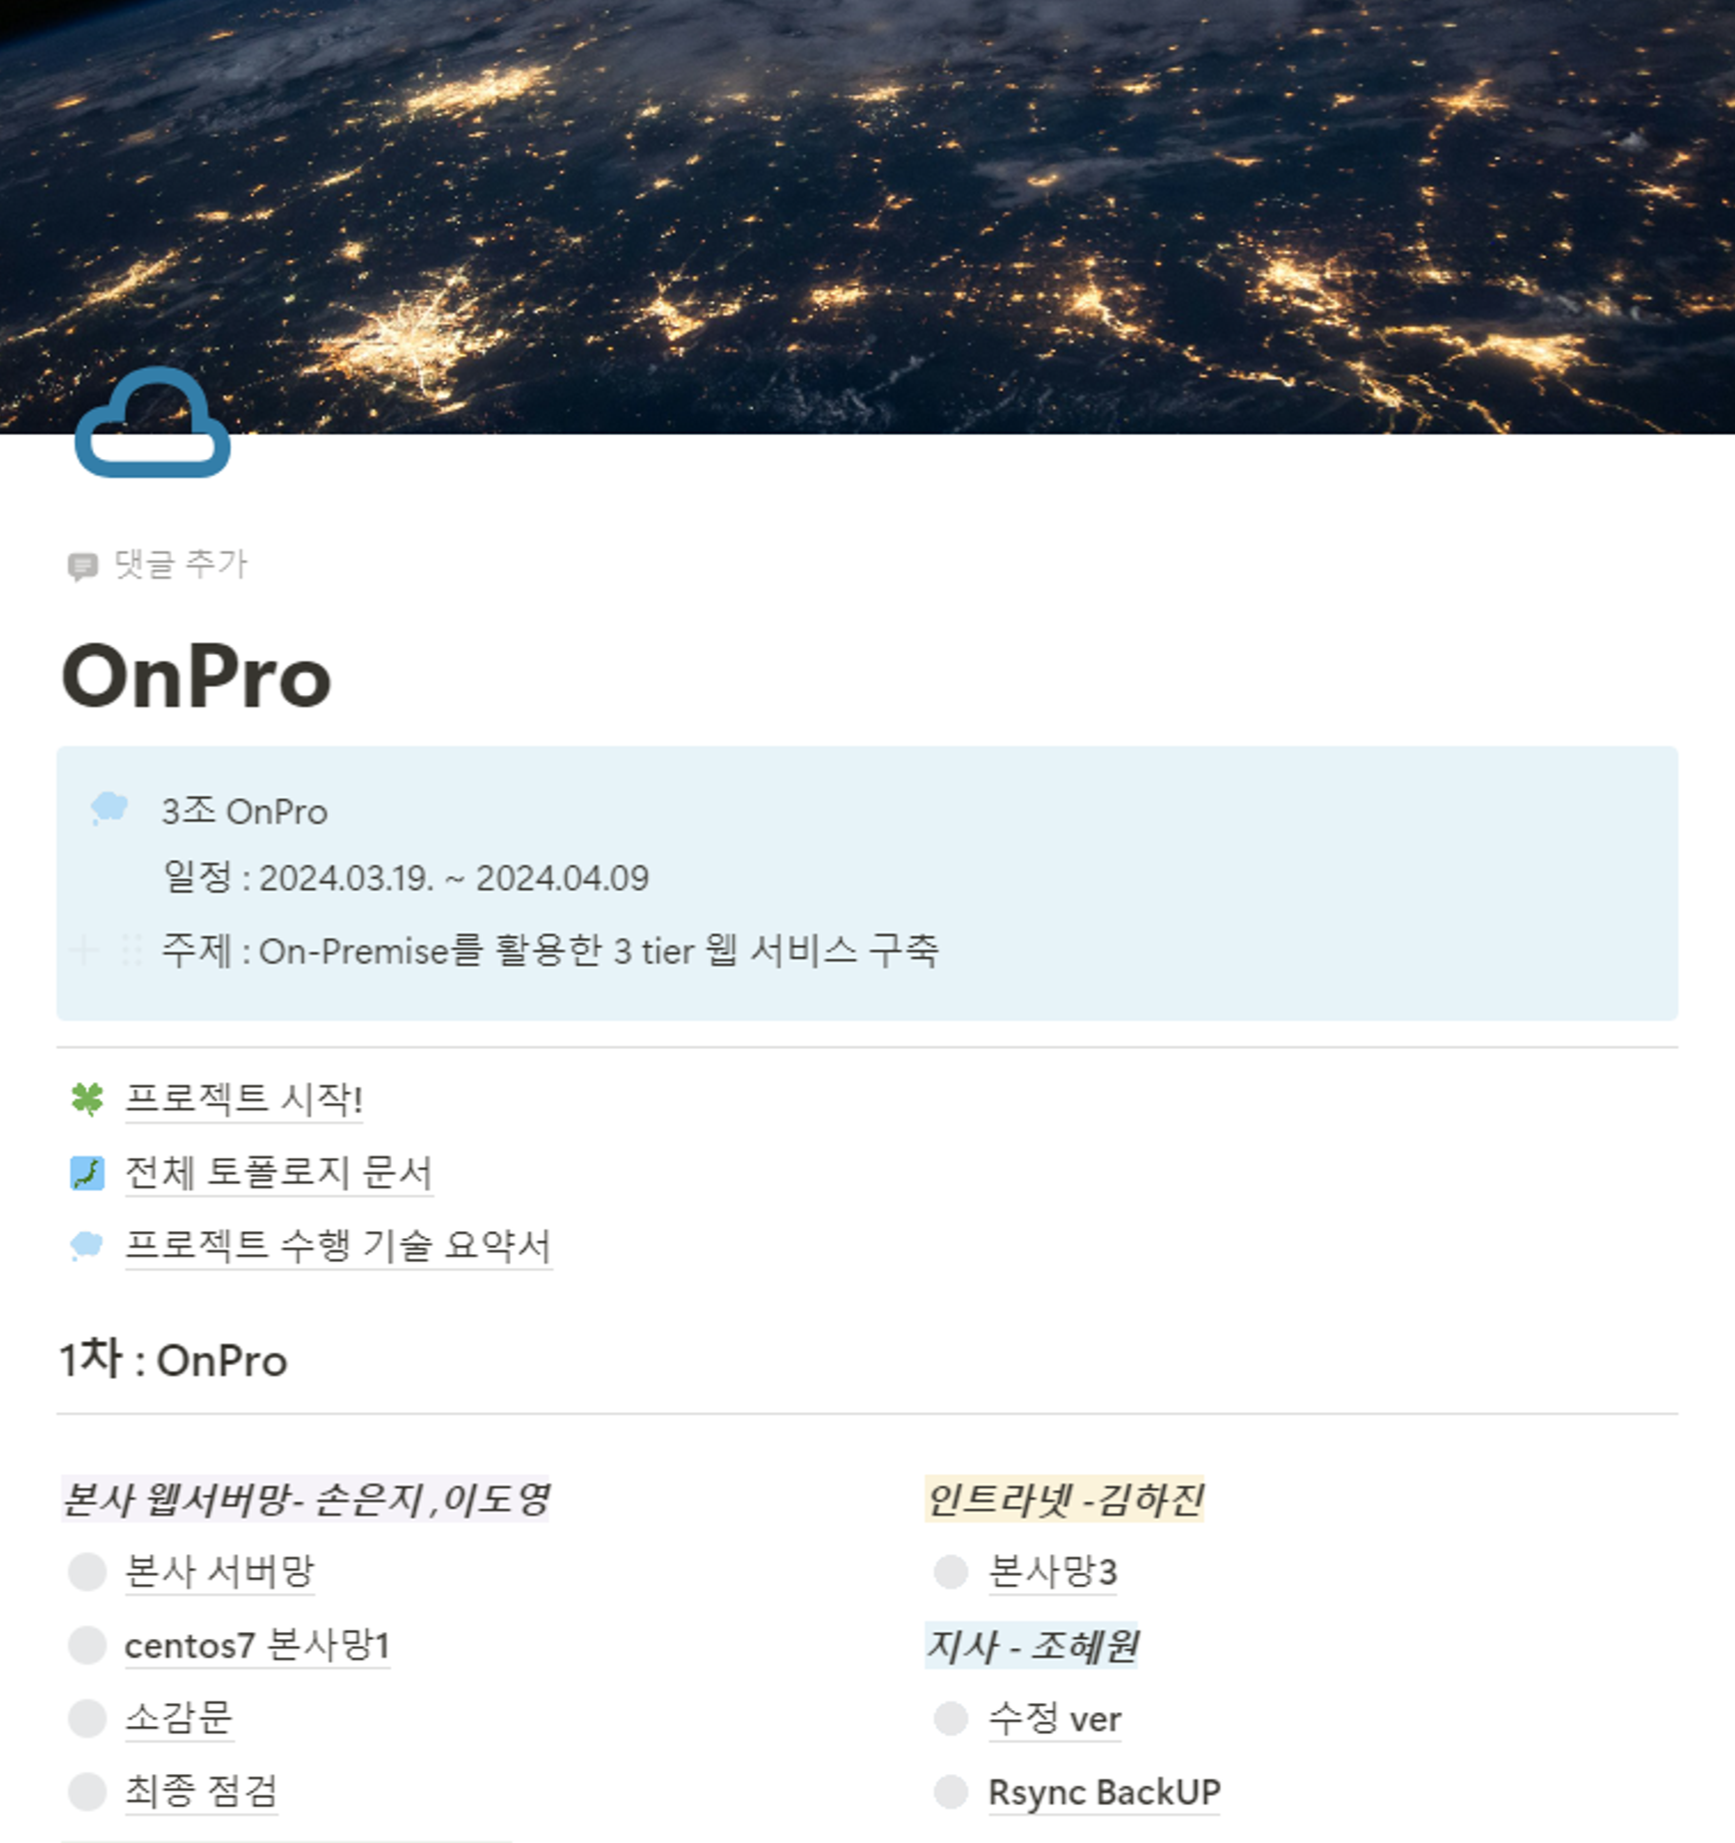 댓글 추가
OnPro
3조 OnPro
일정 : 2024.03.19. ~ 2024.04.09
주제 : On-Premise를 활용한 3 tier 웹 서비스 구축
프로젝트 시작!
전체 토폴로지 문서
프로젝트 수행 기술 요약서
1차 : OnPro
본사 웹서버망- 손은지 ,이도영
본사 서버망
centos7 본사망1
소감문
최종 점검
인트라넷 -김하진
본사망3
지사 - 조혜원
수정 ver
Rsync BackUP